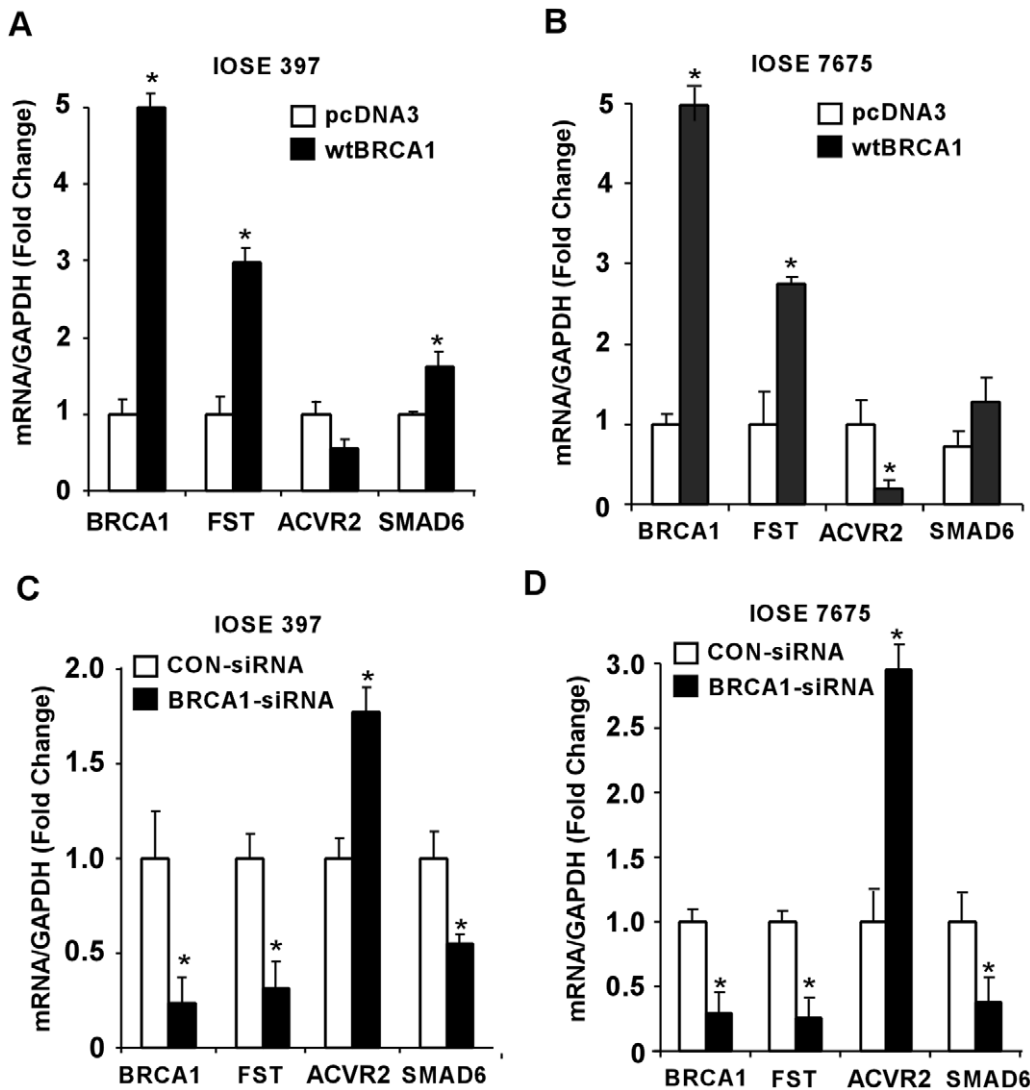 A
IOSE 397
pcDNA3
wtBRCA1
mRNA/GAPDH (Fold Change)
5
4
3
2
1
0
BRCA1 FST ACVR2 SMAD6
*
*
*
B
IOSE 7675
pcDNA3
wtBRCA1
mRNA/GAPDH (Fold Change)
5
4
3
2
1
0
BRCA1 FST ACVR2 SMAD6
*
*
*
C
IOSE 397
CON-siRNA
BRCA1-siRNA
mRNA/GAPDH (Fold Change)
2.0
1.0
0.5
0
BRCA1 FST ACVR2 SMAD6
*
*
*
*
D
IOSE 7675
CON-siRNA
BRCA1-siRNA
mRNA/GAPDH (Fold Change)
3.0
2.5
2.0
1.5
1.0
0.5
0
BRCA1 FST ACVR2 SMAD6
*
*
*
*